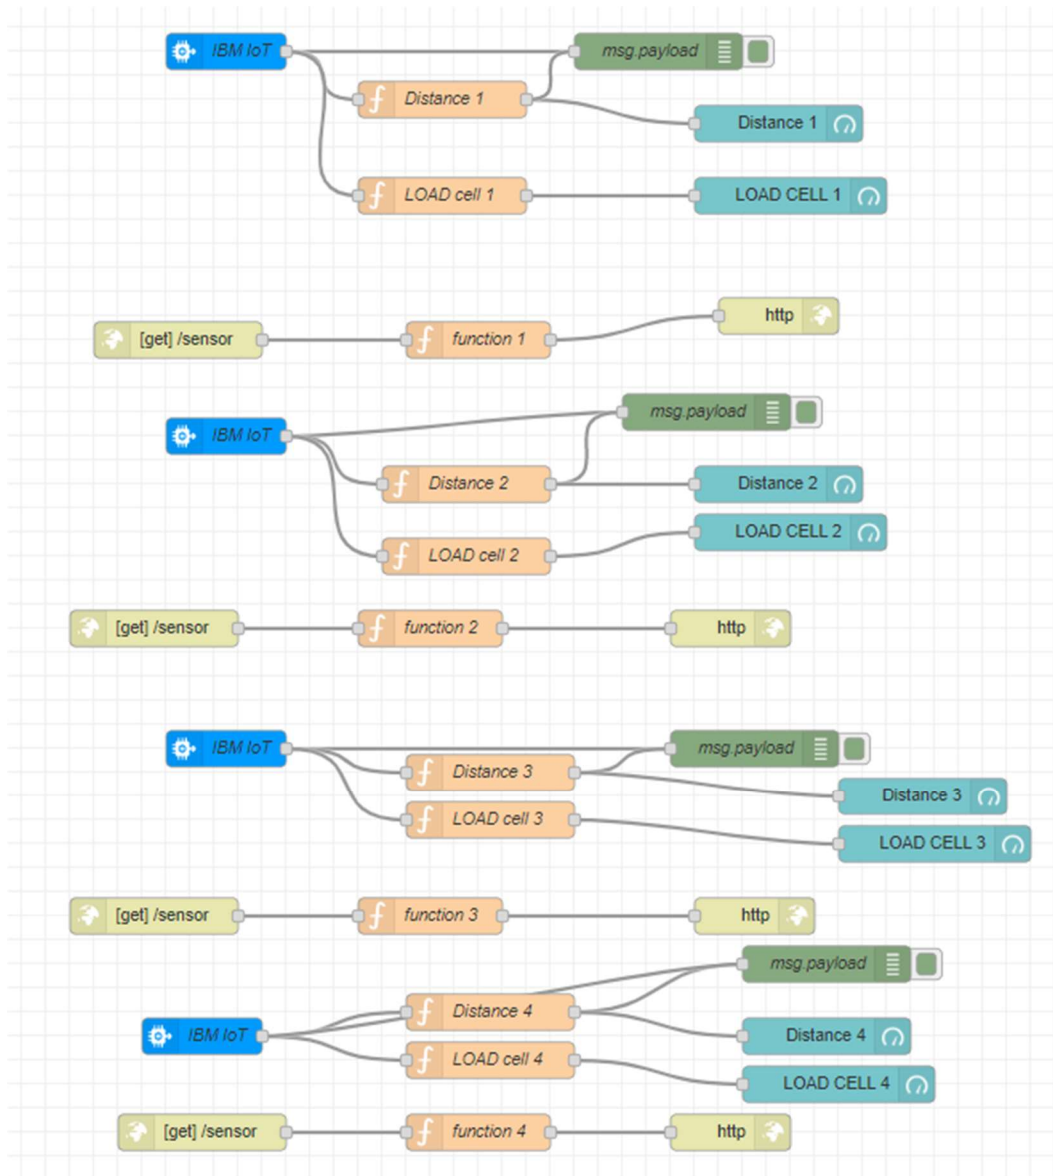 IBM IoT
msg.payload
Distance 1
Distance 1
LOAD cell 1
LOAD CELL 1
http
[get] /sensor
function 1
msg.payload
IBM IoT
Distance 2
Distance 2
LOAD CELL 2
LOAD cell 2
[get] /sensor
function 2
http
IBM IoT
msg.payload
Distance 3
Distance 3
LOAD cell 3
LOAD CELL 3
[get] /sensor
function 3
http
msg.payload
Distance 4
IBM IoT
Distance 4
LOAD cell 4
LOAD CELL 4
[get] /sensor
function 4
http